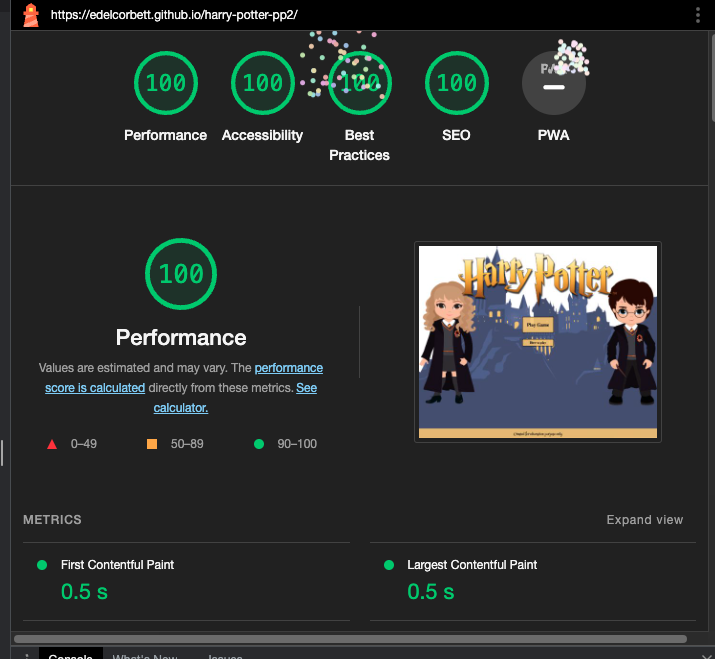 https://edelcorbett.github.io/harry-potter-pp2/
100 100 100 100
Performance Accessibility Best Practices SEO PWA
100
Performance
Values are estimated and may vary. The performance
score is calculated directly from these metrics. See
calculator.
0–49 50–89 90–100
Harry Potter
Play Game
METRICS
Expand view
First Contentful Paint
0.5 s
Largest Contentful Paint
0.5 s
Console What's New Issues